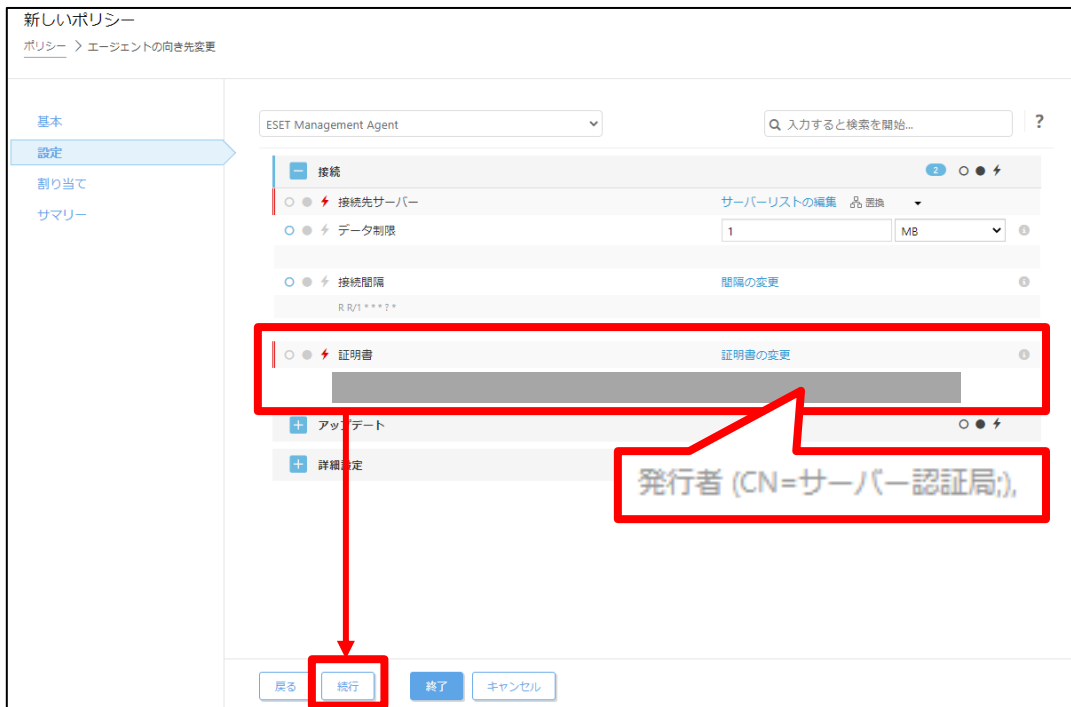 新しいポリシー
ポリシー > エージェントの向き先変更
基本
設定
割り当て
サマリー
ESET Management Agent
入力すると検索を開始...
?
接続
2
接続先サーバー
サーバーリストの編集 置換
データ制限
1
MB
接続間隔
間隔の変更
R R/1 * * * ? *
証明書
証明書の変更
アップデート
詳細設定
発行者 (CN=サーバー認証局;),
戻る
続行
終了
キャンセル